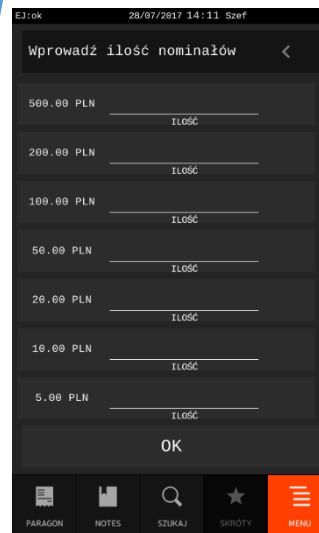 EJ:ok 28/07/2017 14:11 Szef
Wprowadź ilość nominałów <
500.00 PLN
ILOŚĆ
200.00 PLN
ILOŚĆ
100.00 PLN
ILOŚĆ
50.00 PLN
ILOŚĆ
20.00 PLN
ILOŚĆ
10.00 PLN
ILOŚĆ
5.00 PLN
ILOŚĆ
OK
PARAGON NOTES SZUKAJ SKRÓTY MENU